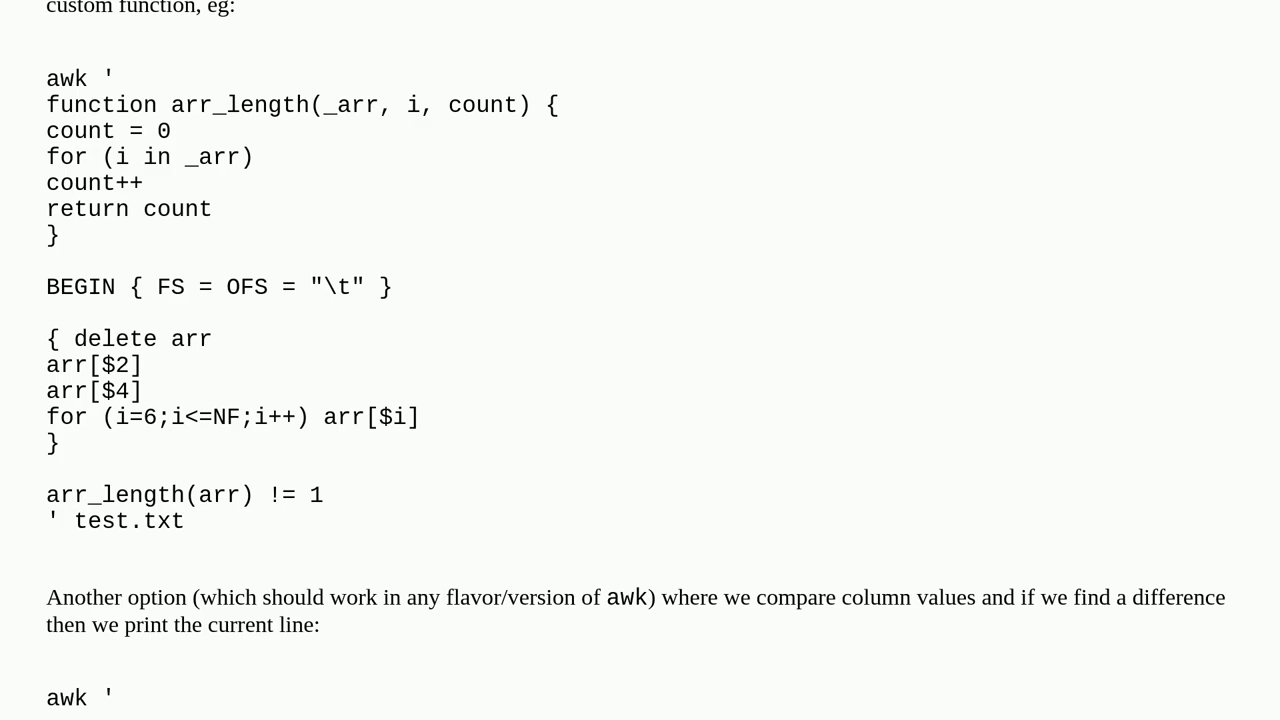 custom function, eg:
awk '
function arr_length(_arr, i, count) {
count = 0
for (i in _arr)
count++
return count
}
BEGIN { FS = OFS = "\t" }
{ delete arr
arr[$2]
arr[$4]
for (i=6;i<=NF;i++) arr[$i]
}
arr_length(arr) != 1
' test.txt
Another option (which should work in any flavor/version of awk) where we compare column values and if we find a difference
then we print the current line:
awk '